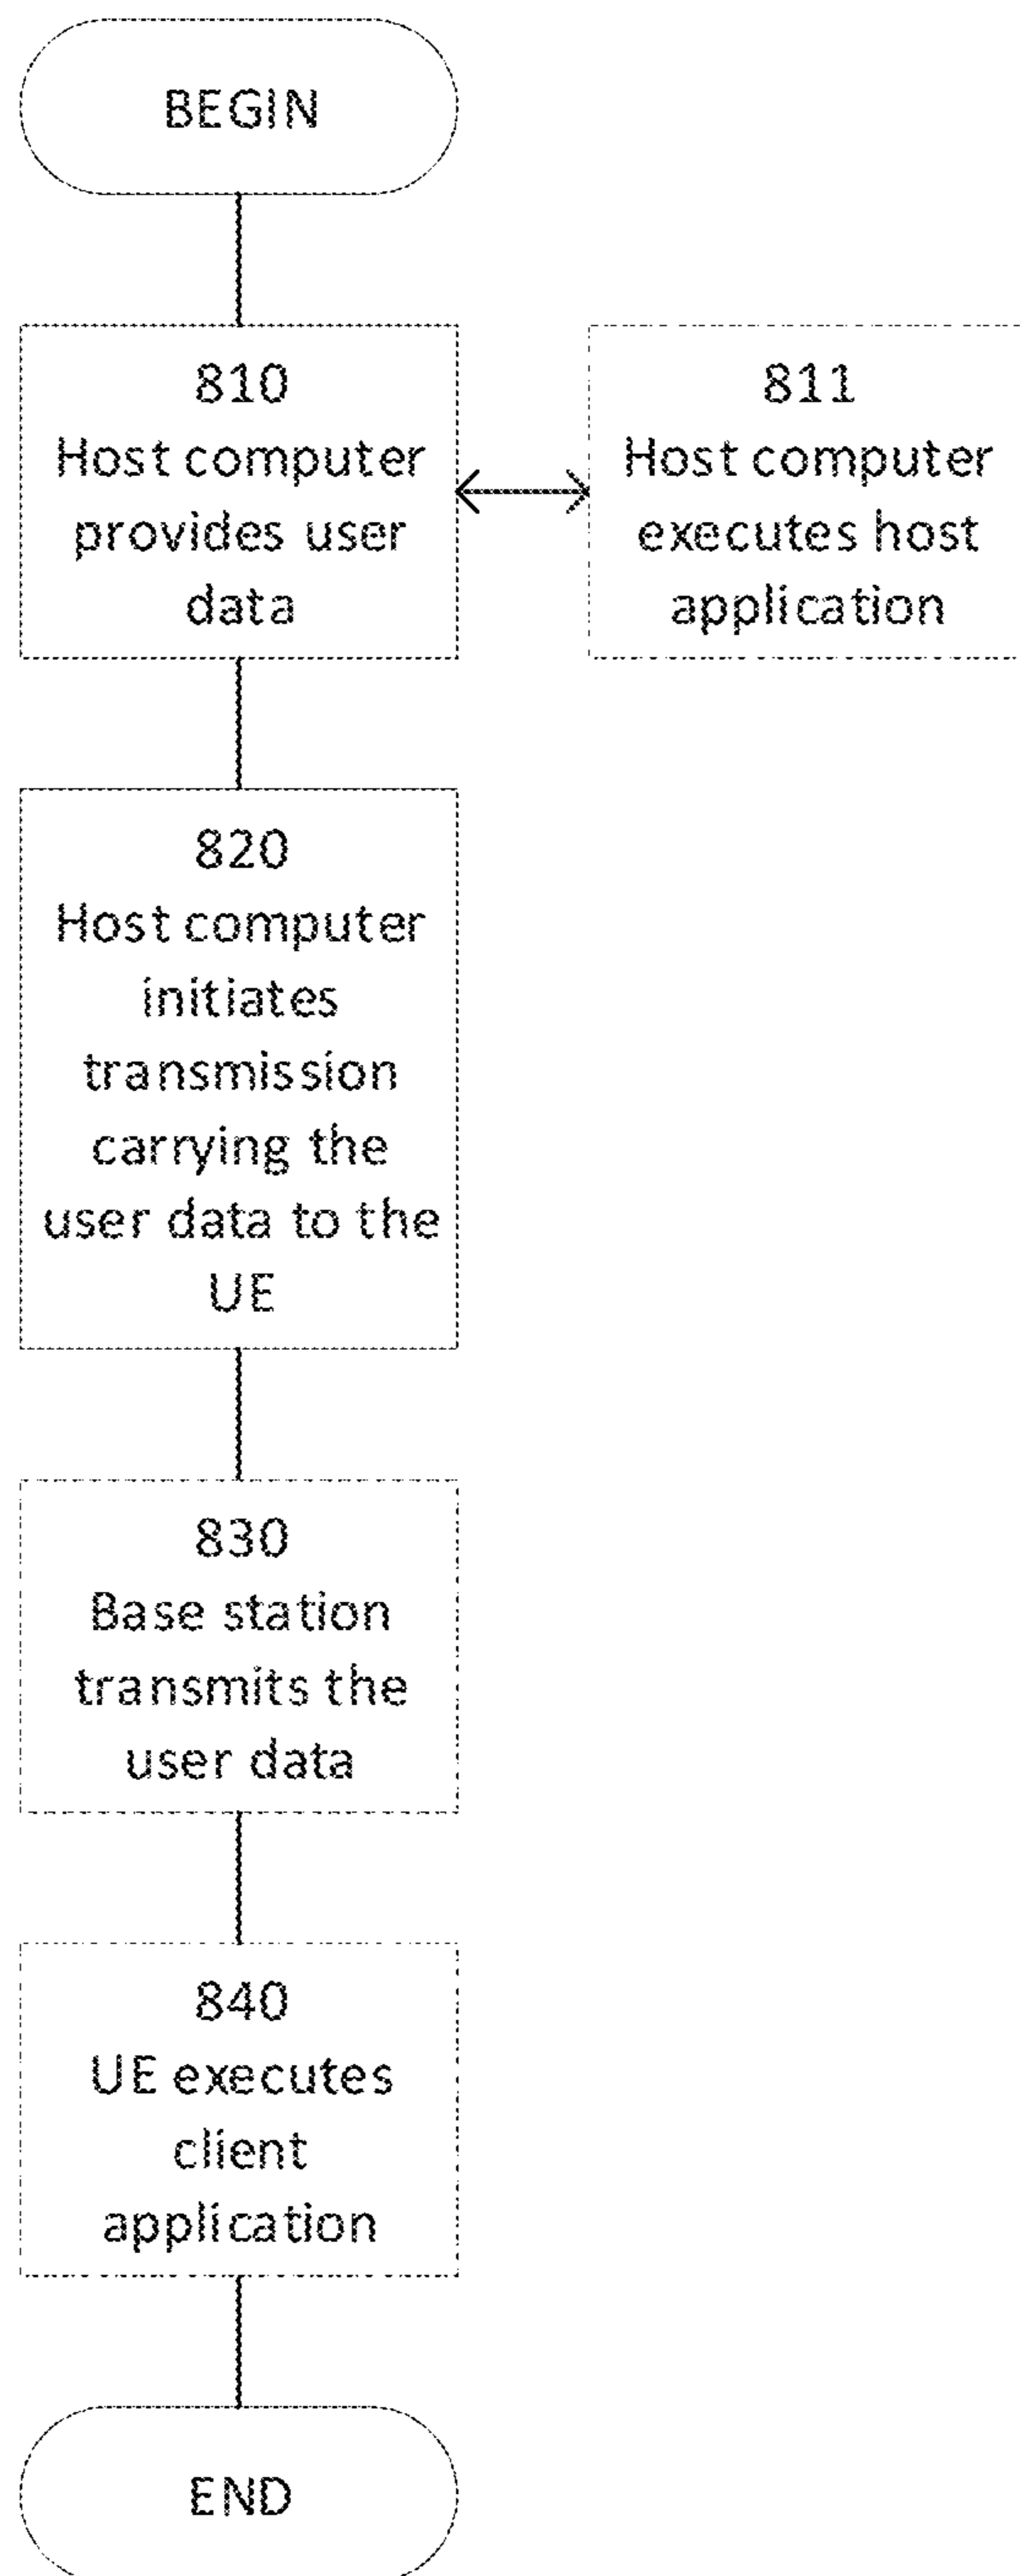 BEGIN
810
Host computer
provides user
data
811
Host computer
executes host
application
820
Host computer
initiates
transmission
carrying the
user data to the
UE
830
Base station
transmits the
user data
840
UE executes
client
application
END